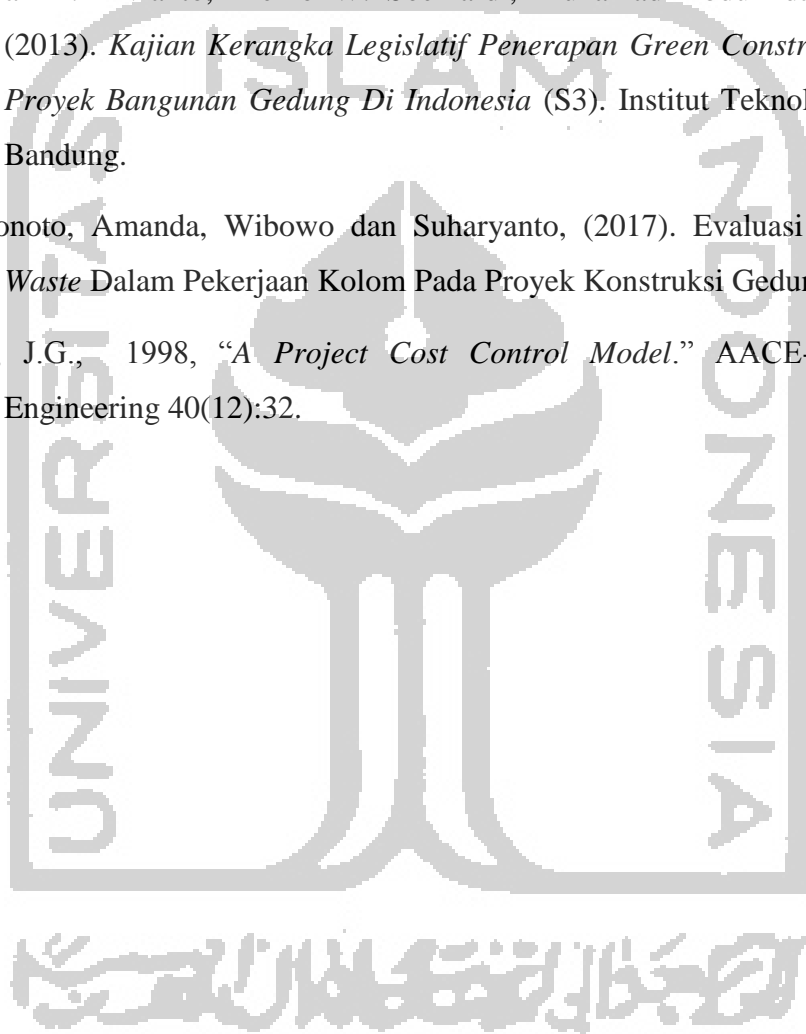 (2013). Kajian Kerangka Legislatif Penerapan Green Constr
Proyek Bangunan Gedung Di Indonesia (S3). Institut Teknol
Bandung.
onoto, Amanda, Wibowo dan Suharyanto, (2017). Evaluasi
Waste Dalam Pekerjaan Kolom Pada Proyek Konstruksi Gedu
J.G., 1998, “A Project Cost Control Model.” AACE-
Engineering 40(12):32.
ISLAM
UNIVERSITAS
INDONESIA